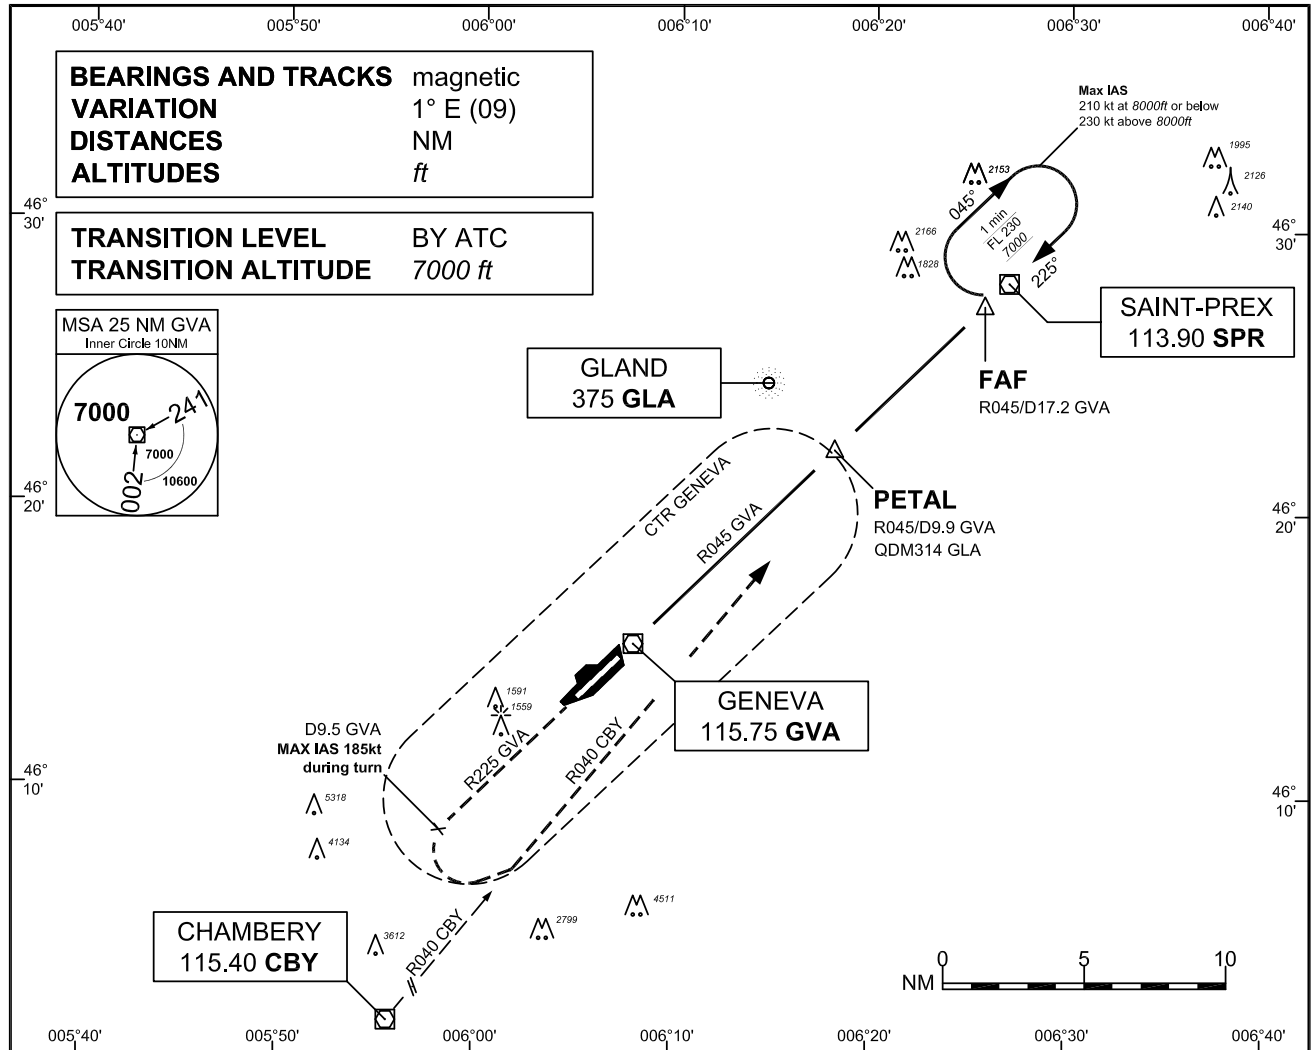 005°40' 005°50' 006°00' 006°10' 006°20' 006°30' 006°40'
BEARINGS AND TRACKS magnetic
VARIATION 1° E (09)
DISTANCES NM
ALTITUDES ft
TRANSITION LEVEL BY ATC
TRANSITION ALTITUDE 7000 ft
MSA 25 NM GVA
Inner Circle 10NM
7000
241
7000
10600
002
46°
30'
46°
20'
46°
10'
Max IAS
210 kt at 8000ft or below
230 kt above 8000ft
2153
1995
2126
2140
2166
1828
045°
1 min
FL 230
7000
225°
46°
30'
SAINT-PREX
113.90 SPR
GLAND
375 GLA
FAF
R045/D17.2 GVA
CTR GENEVA
PETAL
R045/D9.9 GVA
QDM314 GLA
R045 GVA
46°
20'
GENEVA
115.75 GVA
1591
1559
D9.5 GVA
MAX IAS 185kt
during turn
R225 GVA
R040 CBY
5318
4134
46°
10'
CHAMBERY
115.40 CBY
3612
R040 CBY
2799
4511
NM 0 5 10
005°40' 005°50' 006°00' 006°10' 006°20' 006°30' 006°40'